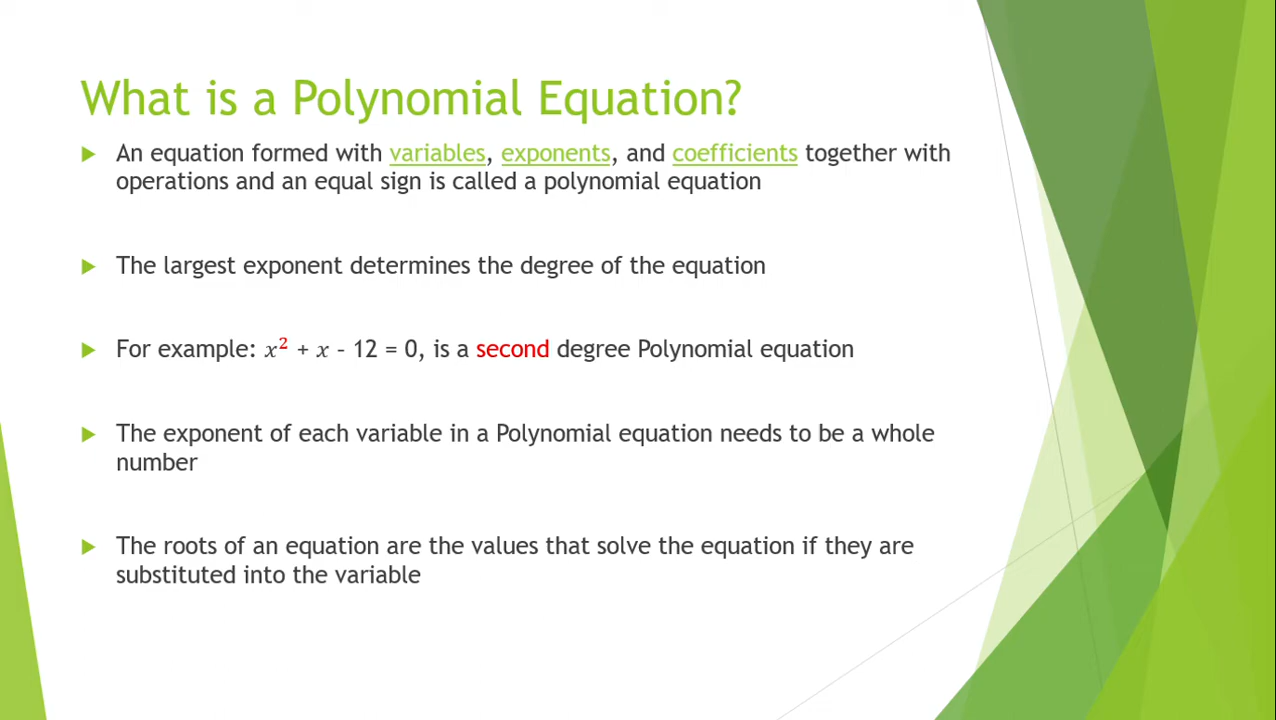 What is a Polynomial Equation?
An equation formed with variables, exponents, and coefficients together with
operations and an equal sign is called a polynomial equation
The largest exponent determines the degree of the equation
For example: 𝑥² + 𝑥 – 12 = 0, is a second degree Polynomial equation
The exponent of each variable in a Polynomial equation needs to be a whole
number
The roots of an equation are the values that solve the equation if they are
substituted into the variable